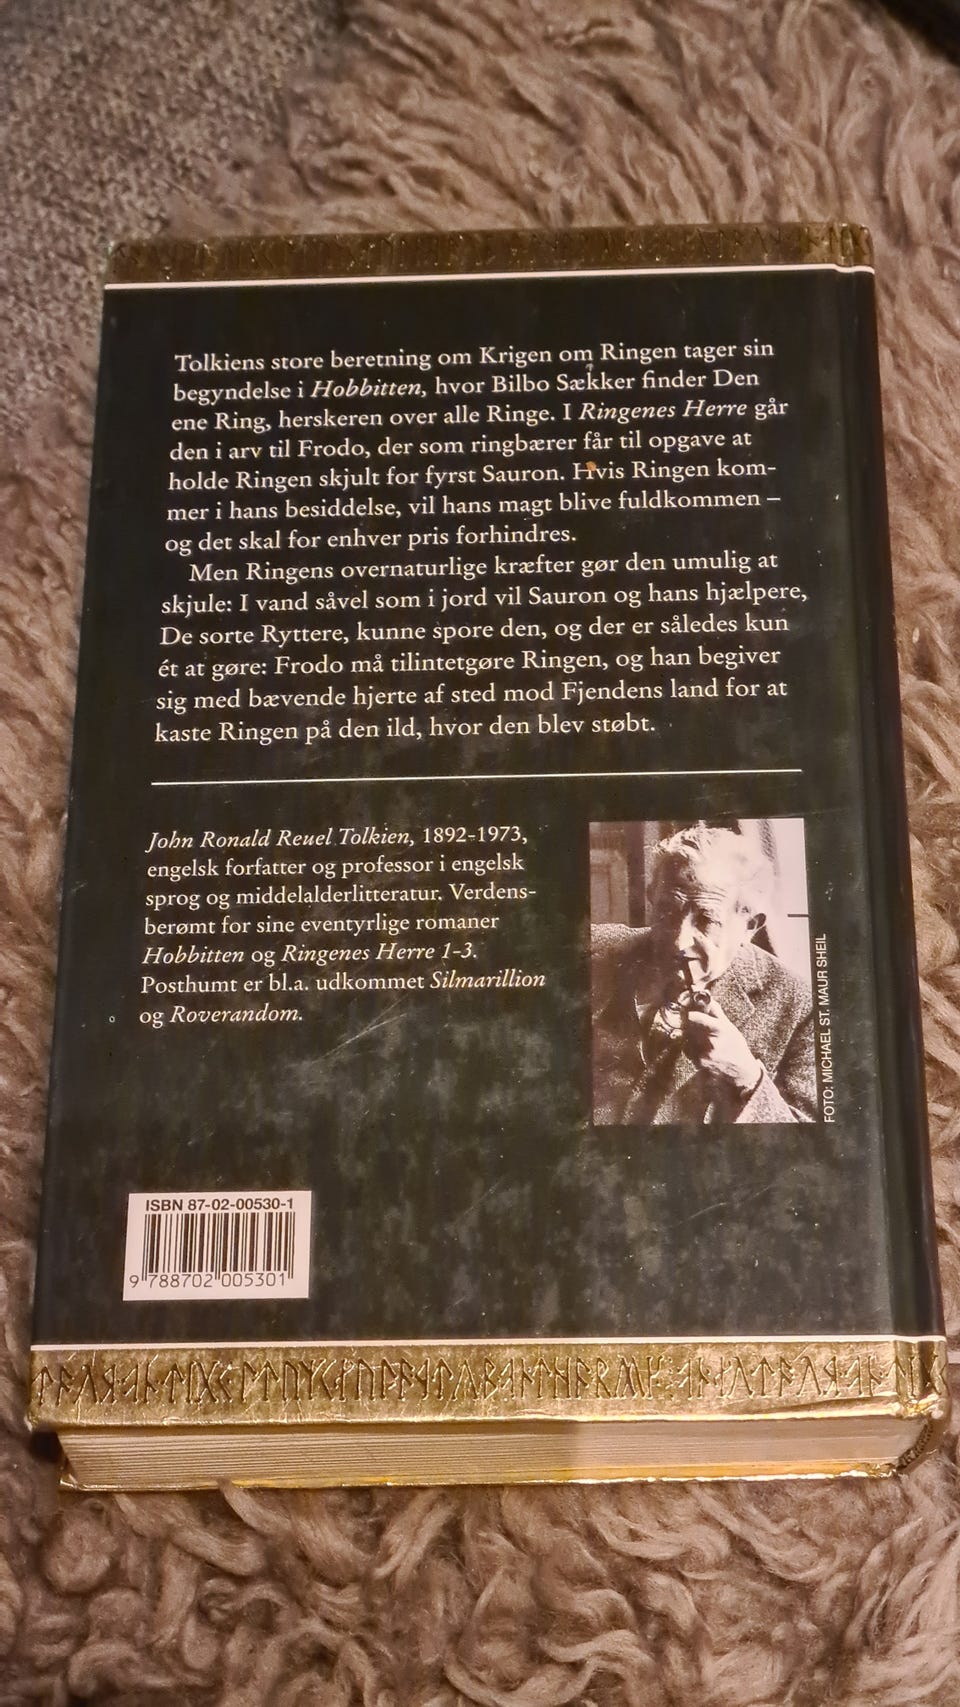 Tolkiens store beretning om Krigen om Ringen tager sin
begyndelse i Hobbitten, hvor Bilbo Sækker finder Den
ene Ring, herskeren over alle Ringe. I Ringenes Herre går
den i arv til Frodo, der som ringbærer får til opgave at
holde Ringen skjult for fyrst Sauron. Hvis Ringen kom-
mer i hans besiddelse, vil hans magt blive fuldkommen –
og det skal for enhver pris forhindres.
Men Ringens overnaturlige kræfter gør den umulig at
skjule: I vand såvel som i jord vil Sauron og hans hjælpere,
De sorte Ryttere, kunne spore den, og der er således kun
ét at gøre: Frodo må tilintetgøre Ringen, og han begiver
sig med bævende hjerte af sted mod Fjendens land for at
kaste Ringen på den ild, hvor den blev støbt.
John Ronald Reuel Tolkien, 1892-1973,
engelsk forfatter og professor i engelsk
sprog og middelalderlitteratur. Verdens-
berømt for sine eventyrlige romaner
Hobbitten og Ringenes Herre 1-3.
Posthumt er bl.a. udkommet Silmarillion
og Roverandom.
FOTO: MICHAEL ST. MAUR SHEIL
ISBN 87-02-00530-1
9 788702 005301